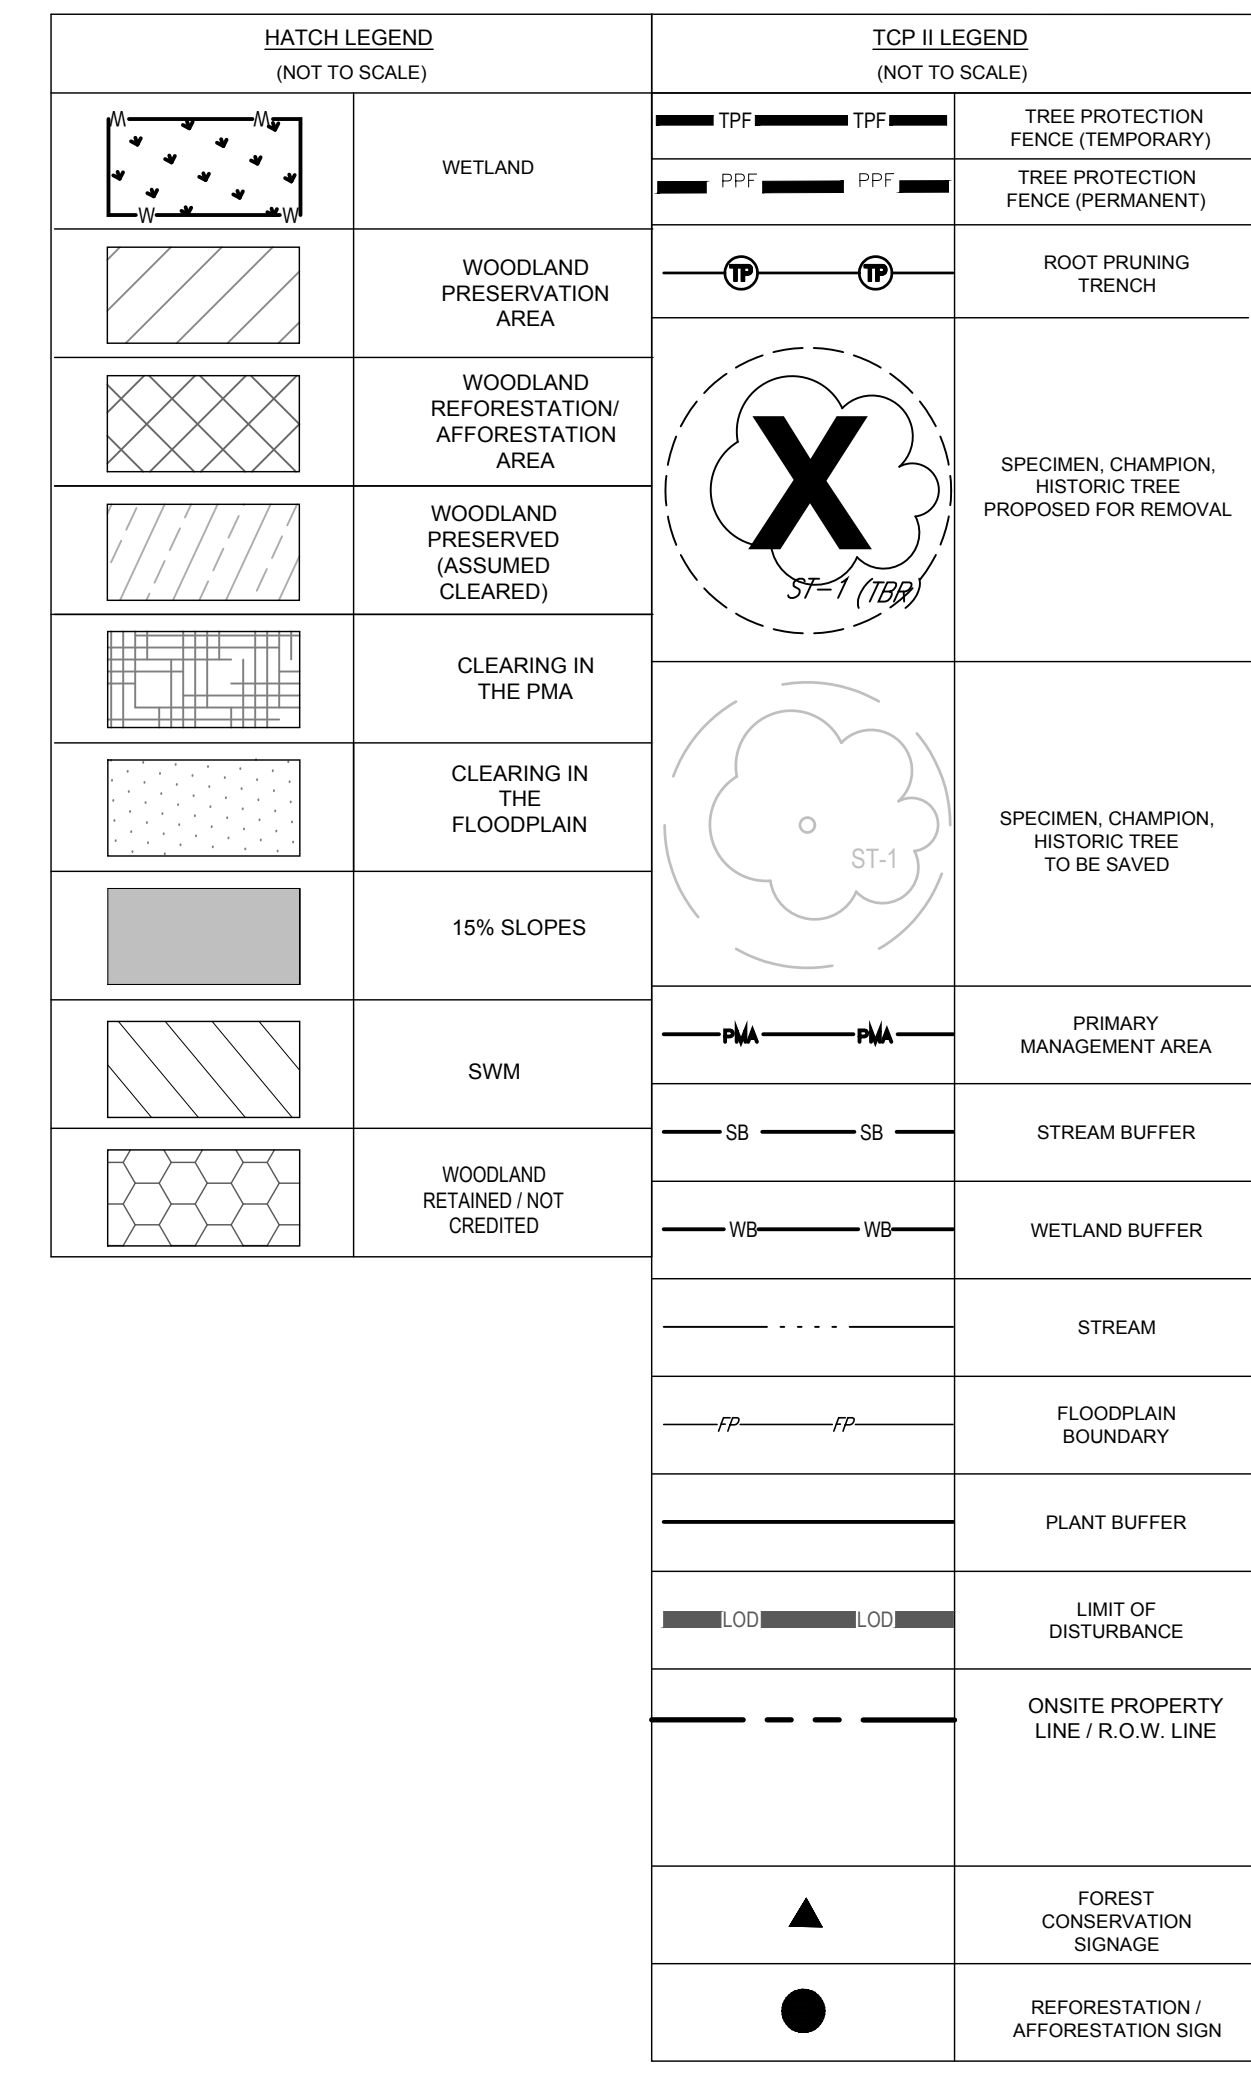 HATCH LEGEND
(NOT TO SCALE)
W W
W W
WETLAND
WOODLAND
PRESERVATION
AREA
WOODLAND
REFORESTATION/
AFFORESTATION
AREA
WOODLAND
PRESERVED
(ASSUMED
CLEARED)
CLEARING IN
THE PMA
CLEARING IN
THE
FLOODPLAIN
15% SLOPES
SWM
WOODLAND
RETAINED / NOT
CREDITED
TCP II LEGEND
(NOT TO SCALE)
TPF TPF
TREE PROTECTION
FENCE (TEMPORARY)
PPF PPF
TREE PROTECTION
FENCE (PERMANENT)
TP TP
ROOT PRUNING
TRENCH
X
ST-1 (TBR)
SPECIMEN, CHAMPION,
HISTORIC TREE
PROPOSED FOR REMOVAL
ST-1
SPECIMEN, CHAMPION,
HISTORIC TREE
TO BE SAVED
PMA PMA
PRIMARY
MANAGEMENT AREA
SB SB
STREAM BUFFER
WB WB
WETLAND BUFFER
STREAM
FP FP
FLOODPLAIN
BOUNDARY
PLANT BUFFER
LOD LOD
LIMIT OF
DISTURBANCE
ONSITE PROPERTY
LINE / R.O.W. LINE
FOREST
CONSERVATION
SIGNAGE
REFORESTATION /
AFFORESTATION SIGN